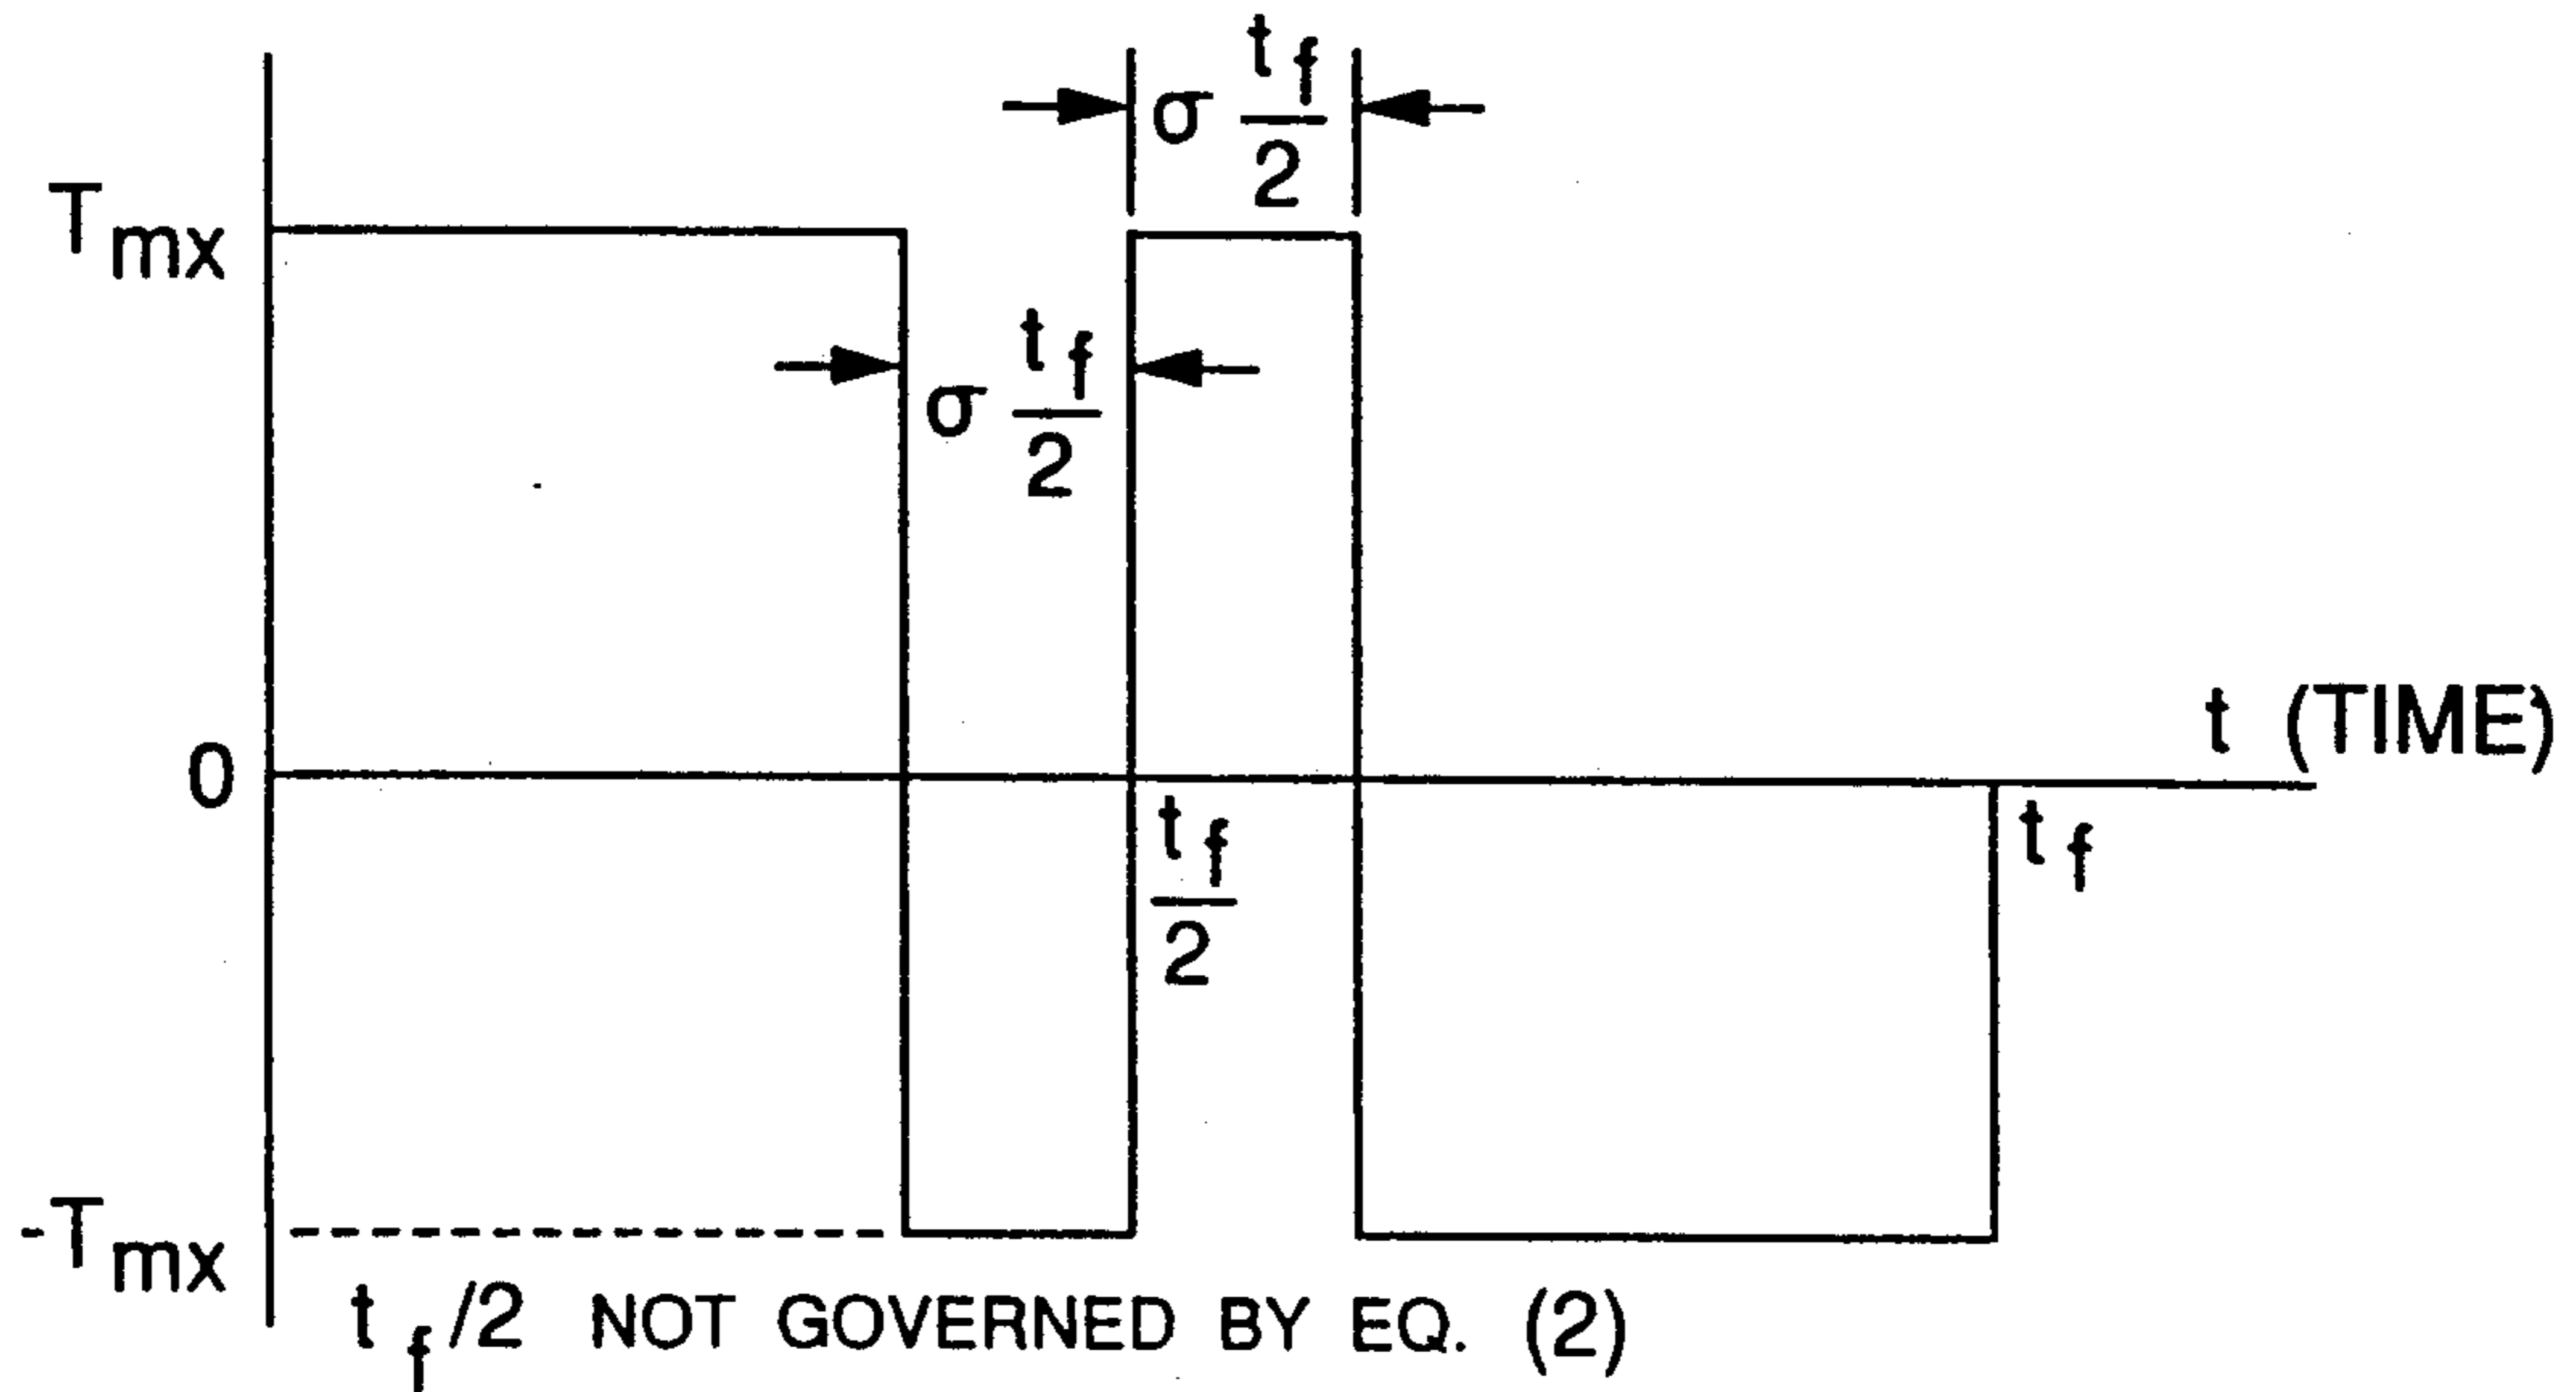 σ t_f/2
T_mx
σ t_f/2
t (TIME)
0
t_f/2
t_f
-T_mx
t_f/2 NOT GOVERNED BY EQ. (2)